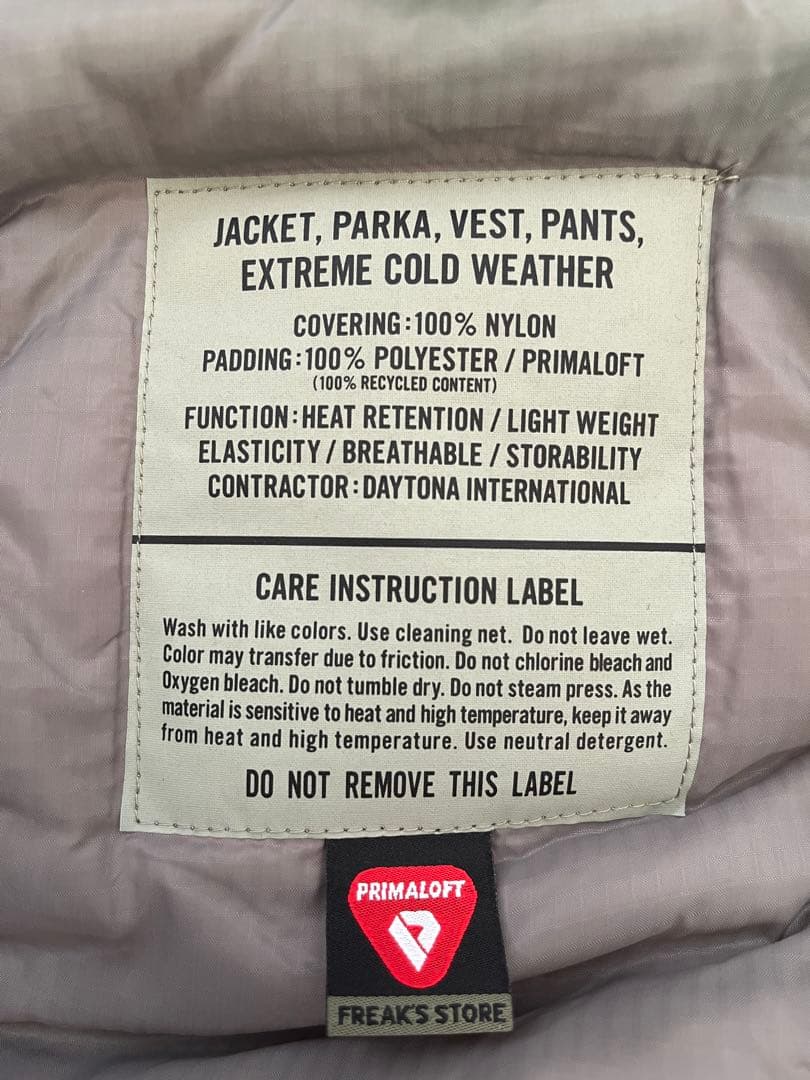 JACKET, PARKA, VEST, PANTS,
EXTREME COLD WEATHER
COVERING:100% NYLON
PADDING:100% POLYESTER / PRIMALOFT
(100% RECYCLED CONTENT)
FUNCTION:HEAT RETENTION / LIGHT WEIGHT
ELASTICITY / BREATHABLE / STORABILITY
CONTRACTOR:DAYTONA INTERNATIONAL
CARE INSTRUCTION LABEL
Wash with like colors. Use cleaning net. Do not leave wet.
Color may transfer due to friction. Do not chlorine bleach and
Oxygen bleach. Do not tumble dry. Do not steam press. As the
material is sensitive to heat and high temperature, keep it away
from heat and high temperature. Use neutral detergent.
DO NOT REMOVE THIS LABEL
PRIMALOFT
FREAK'S STORE